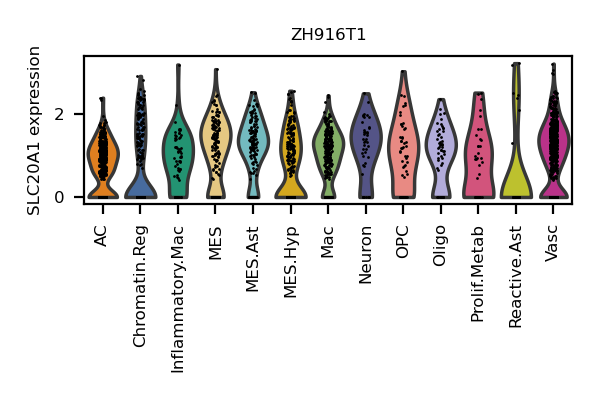 ZH916T1
SLC20A1 expression
2
0
AC
Chromatin.Reg
Inflammatory.Mac
MES
MES.Ast
MES.Hyp
Mac
Neuron
OPC
Oligo
Prolif.Metab
Reactive.Ast
Vasc